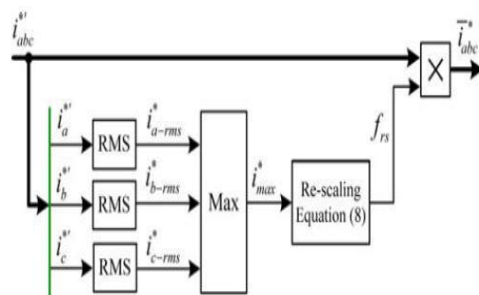 i*'abc
ī*abc
×
i*'a RMS i*a-rms
i*'b RMS i*b-rms
i*'c RMS i*c-rms
Max
i*max
Re-scaling
Equation (8)
frs